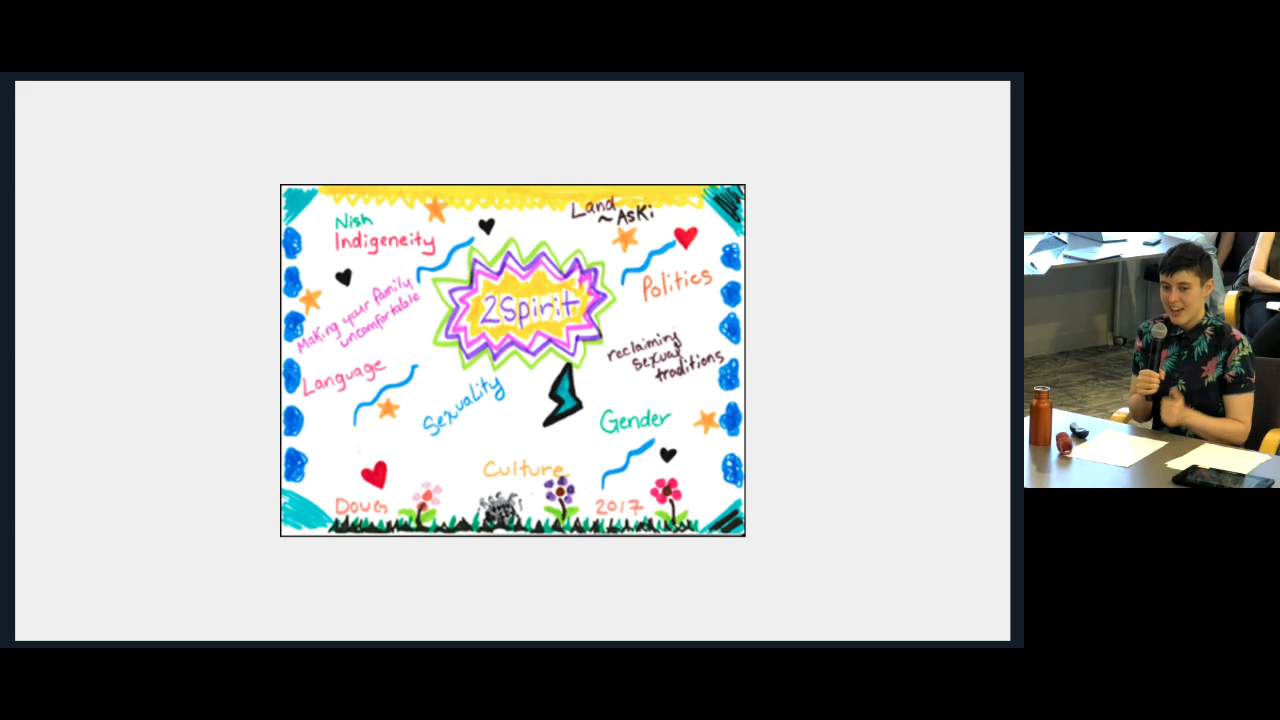 Nish
Indigeneity
Land
~ Aski
Making your family
uncomfortable
2Spirit
Politics
reclaiming
sexual
traditions
Language
Sexuality
Gender
Culture
Doug
2017